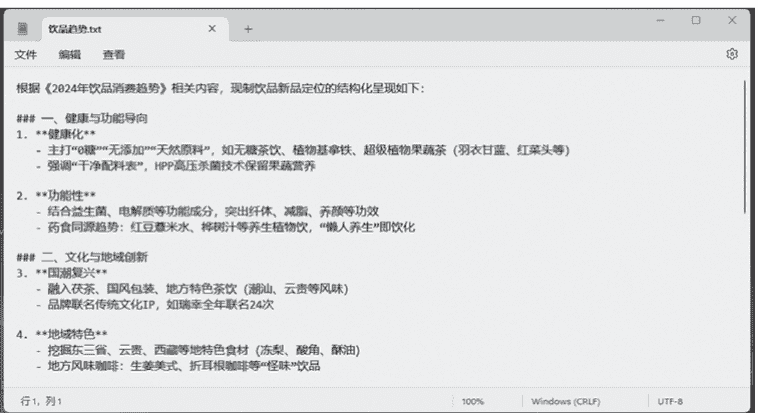 饮品趋势.txt
文件 编辑 查看
根据《2024年饮品消费趋势》相关内容，现制饮品新品定位的结构化呈现如下：
### 一、健康与功能导向
1. **健康化**
- 主打“0糖”“无添加”“天然原料”，如无糖茶饮、植物基拿铁、超级植物果蔬茶（羽衣甘蓝、红菜头等）
- 强调“干净配料表”，HPP高压杀菌技术保留果蔬营养
2. **功能性**
- 结合益生菌、电解质等功能成分，突出纤体、减脂、养颜等功效
- 药食同源趋势：红豆薏米水、桦树汁等养生植物饮，“懒人养生”即饮化
### 二、文化与地域创新
3. **国潮复兴**
- 融入茯茶、国风包装、地方特色茶饮（潮汕、云贵等风味）
- 品牌联名传统文化IP，如瑞幸全年联名24次
4. **地域特色**
- 挖掘东三省、云贵、西藏等地特色食材（冻梨、酸角、酥油）
- 地方风味咖啡：生姜美式、折耳根咖啡等“怪味”饮品
行 1，列 1 100% Windows (CRLF) UTF-8